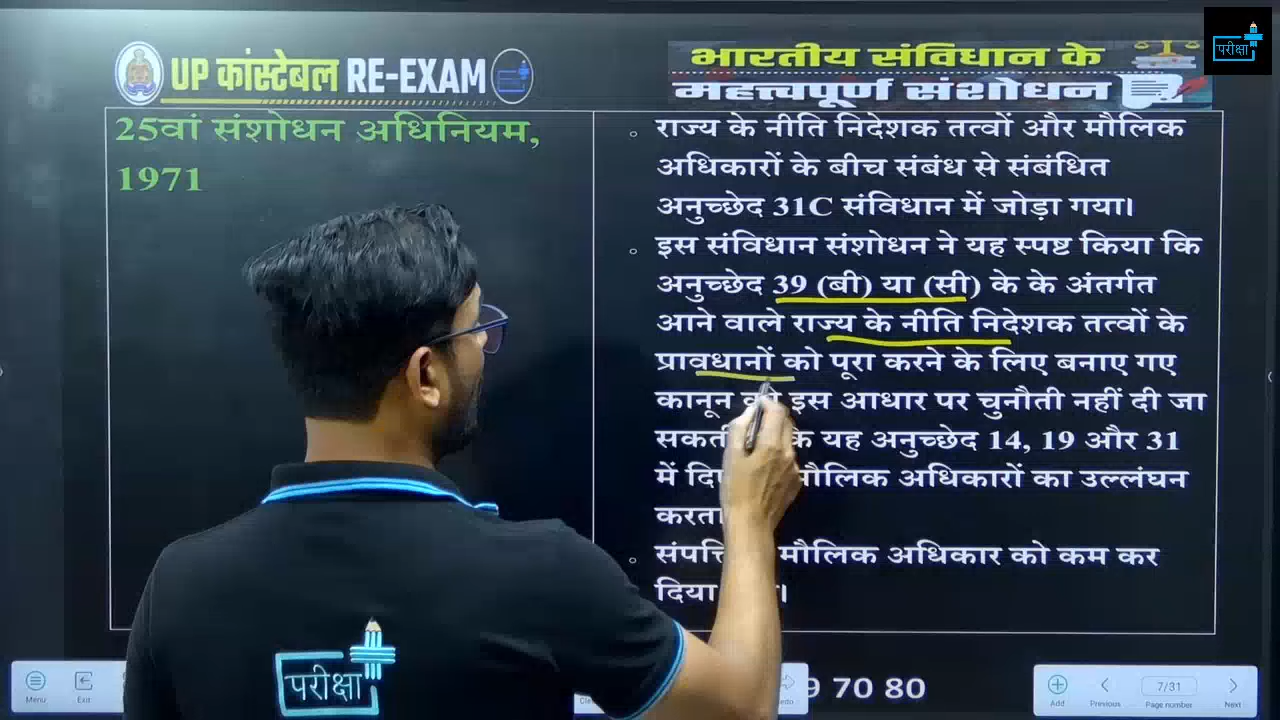 परीक्षा
UP कांस्टेबल RE-EXAM
भारतीय संविधान के
महत्त्वपूर्ण संशोधन
25वां संशोधन अधिनियम,
1971
राज्य के नीति निदेशक तत्वों और मौलिक
अधिकारों के बीच संबंध से संबंधित
अनुच्छेद 31C संविधान में जोड़ा गया।
इस संविधान संशोधन ने यह स्पष्ट किया कि
अनुच्छेद 39 (बी) या (सी) के के अंतर्गत
आने वाले राज्य के नीति निदेशक तत्वों के
प्रावधानों को पूरा करने के लिए बनाए गए
कानून इस आधार पर चुनौती नहीं दी जा
यह अनुच्छेद 14, 19 और 31
में मौलिक अधिकारों का उल्लंघन
मौलिक अधिकार को कम कर
परीक्षा
Menu
Exit
9 70 80
Add
Previous
7/31
Page number
Next